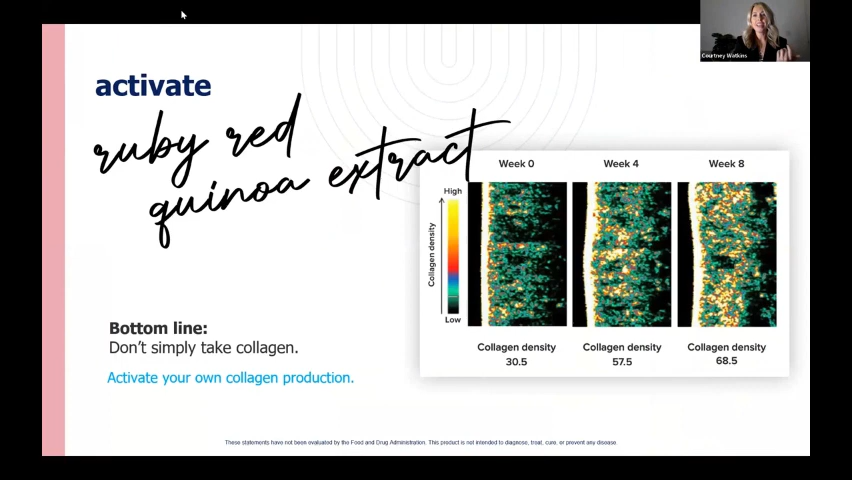 Courtney Watkins
activate
ruby red
quinoa extract
Week 0
Week 4
Week 8
High
Collagen density
Low
Collagen density
30.5
Collagen density
57.5
Collagen density
68.5
Bottom line:
Don't simply take collagen.
Activate your own collagen production.
These statements have not been evaluated by the Food and Drug Administration. This product is not intended to diagnose, treat, cure, or prevent any disease.